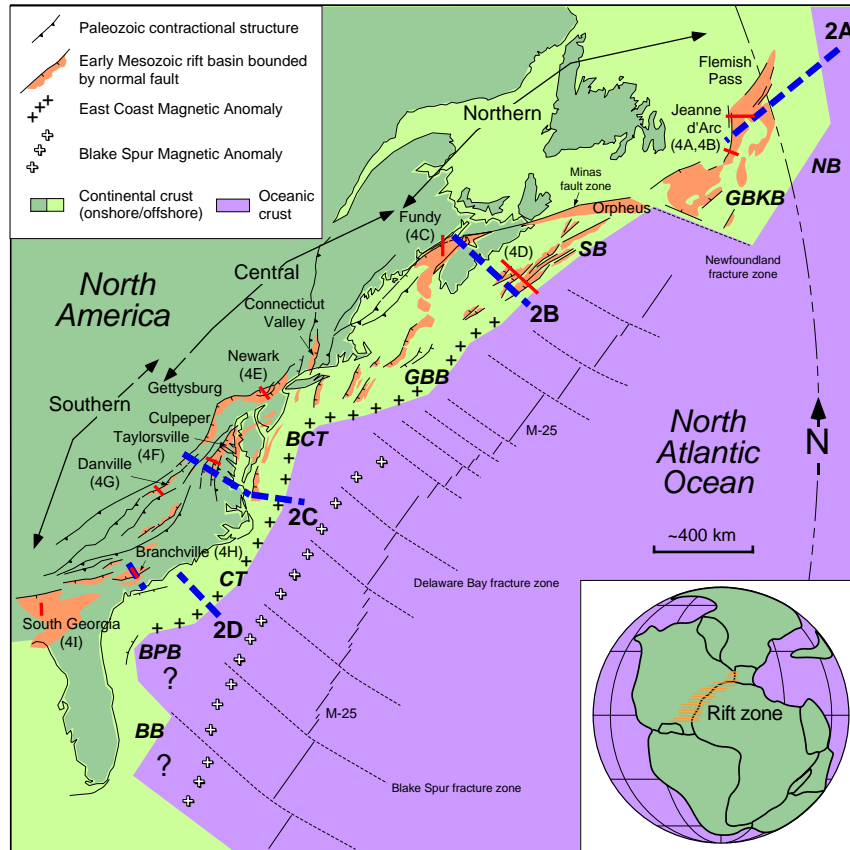 Paleozoic contractional structure
Early Mesozoic rift basin bounded
by normal fault
East Coast Magnetic Anomaly
Blake Spur Magnetic Anomaly
Continental crust
(onshore/offshore)
Oceanic
crust
2A
Flemish
Pass
Northern
Jeanne
d'Arc
(4A,4B)
NB
Minas
fault zone
GBKB
Fundy
(4C)
Orpheus
(4D)
SB
Newfoundland
fracture zone
North
America
Central
Connecticut
Valley
2B
Newark
(4E)
GBB
Gettysburg
Southern
Culpeper
Taylorsville
(4F)
BCT
M-25
North
Atlantic
Ocean
N
Danville
(4G)
2C
~400 km
Branchville (4H)
CT
Delaware Bay fracture zone
South Georgia
(4I)
2D
BPB
?
M-25
BB
?
Blake Spur fracture zone
Rift zone